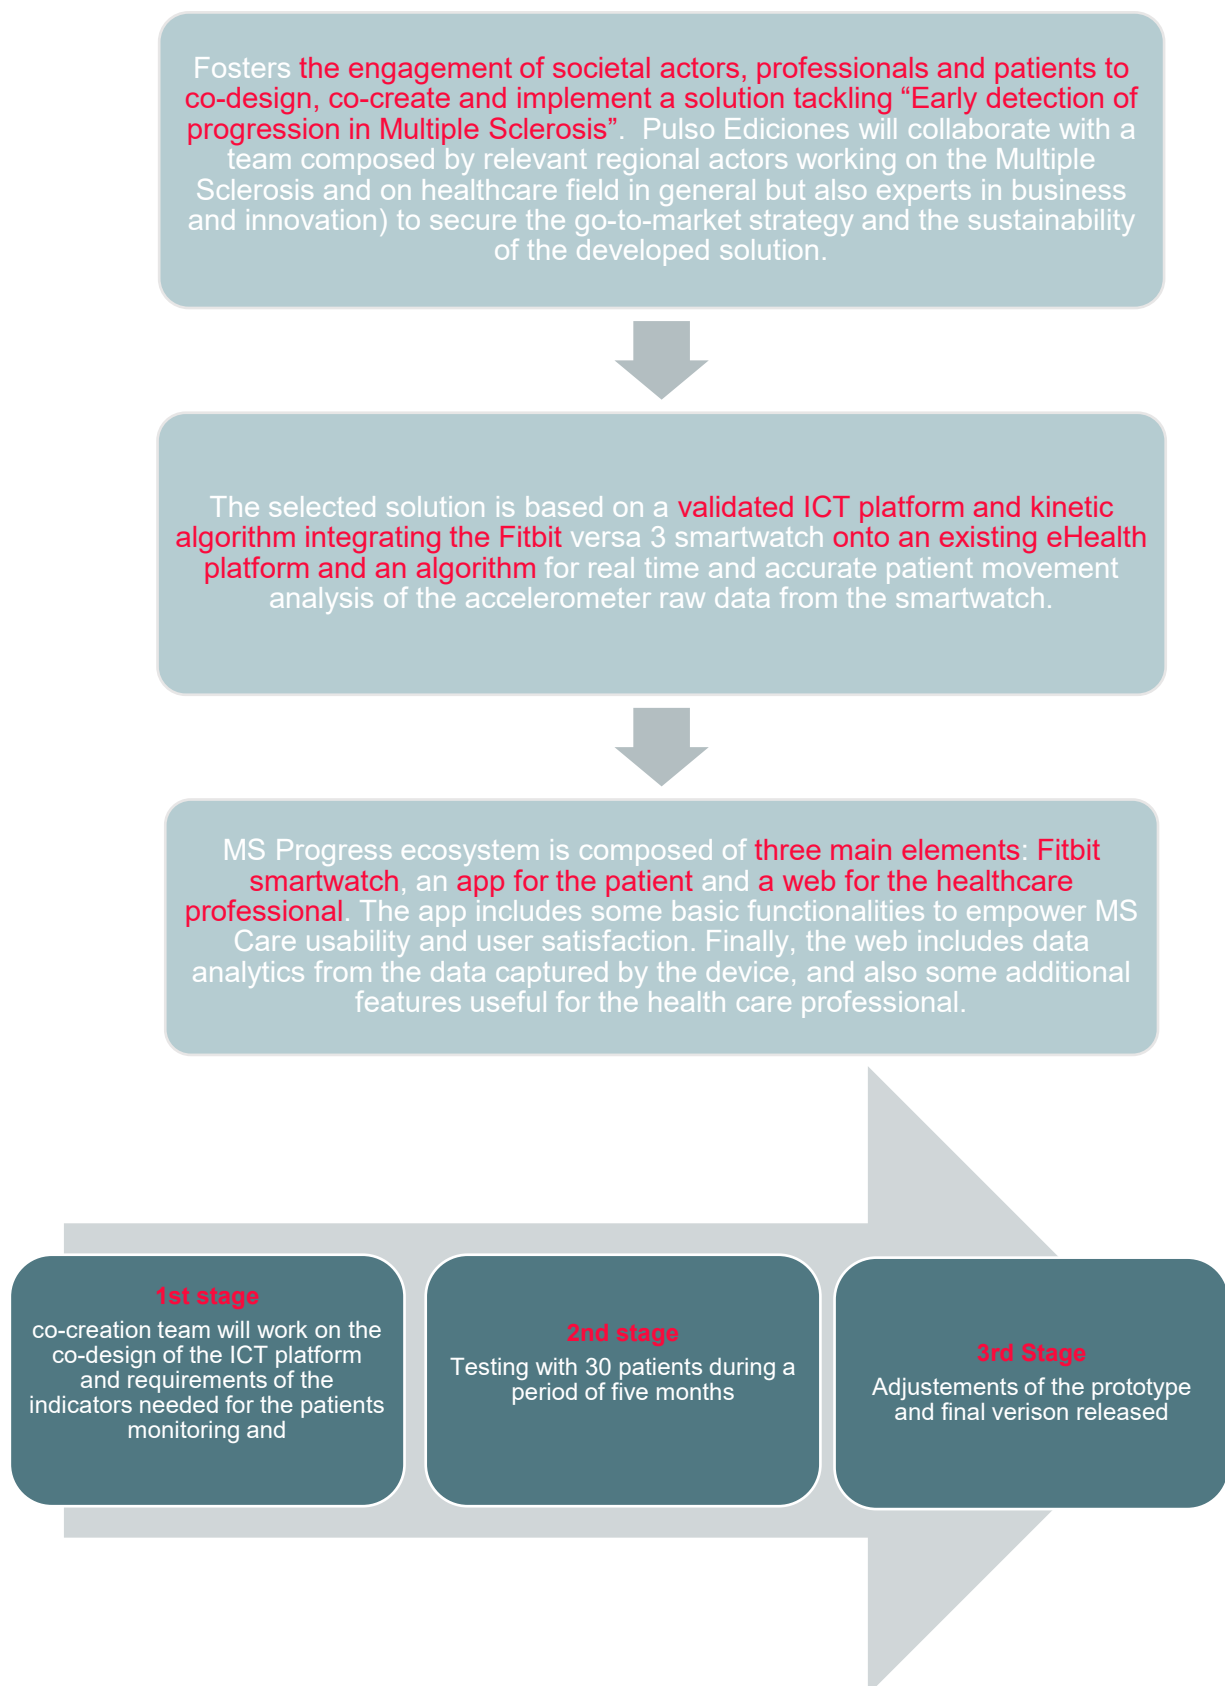 Fosters the engagement of societal actors, professionals and patients to
co-design, co-create and implement a solution tackling “Early detection of
progression in Multiple Sclerosis”.  Pulso Ediciones will collaborate with a
team composed by relevant regional actors working on the Multiple
Sclerosis and on healthcare field in general but also experts in business
and innovation) to secure the go-to-market strategy and the sustainability
of the developed solution.
The selected solution is based on a validated ICT platform and kinetic
algorithm integrating the Fitbit versa 3 smartwatch onto an existing eHealth
platform and an algorithm for real time and accurate patient movement
analysis of the accelerometer raw data from the smartwatch.
MS Progress ecosystem is composed of three main elements: Fitbit
smartwatch, an app for the patient and a web for the healthcare
professional. The app includes some basic functionalities to empower MS
Care usability and user satisfaction. Finally, the web includes data
analytics from the data captured by the device, and also some additional
features useful for the health care professional.
1st stage
co-creation team will work on the
co-design of the ICT platform
and requirements of the
indicators needed for the patients
monitoring and
2nd stage
Testing with 30 patients during a
period of five months
3rd Stage
Adjustements of the prototype
and final verison released